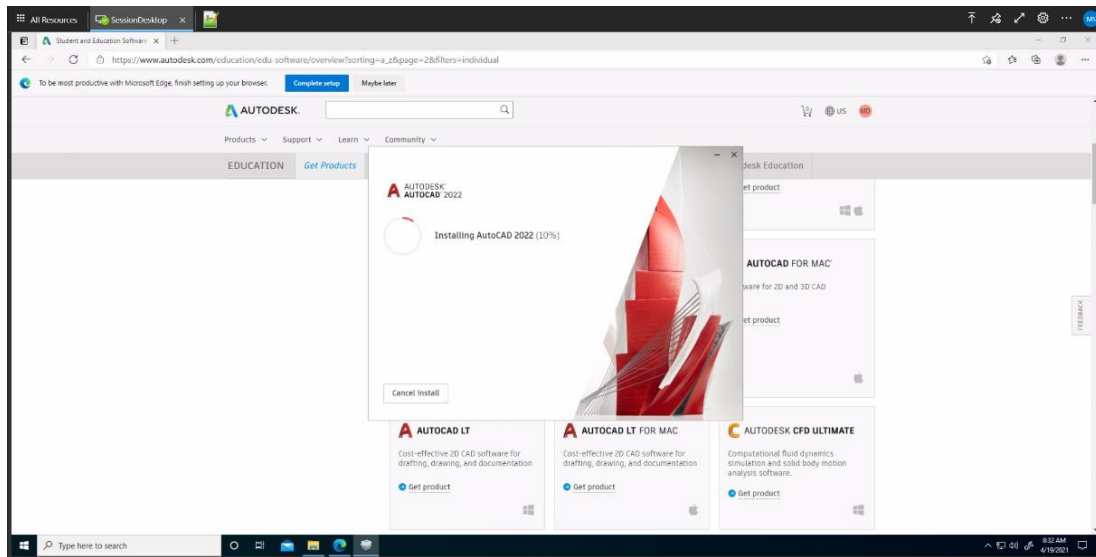 All Resources
SessionDesktop
MS
Student and Education Software
https://www.autodesk.com/education/edu-software/overview?sorting=a_z&page=2&filters=individual
To be most productive with Microsoft Edge, finish setting up your browser.
Complete setup
Maybe later
AUTODESK.
US
MD
Products
Support
Learn
Community
EDUCATION
Get Products
desk Education
AUTODESK®
AUTOCAD® 2022
Installing AutoCAD 2022 (10%)
Cancel install
et product
AUTOCAD FOR MAC®
ware for 2D and 3D CAD
et product
FEEDBACK
AUTOCAD LT
Cost-effective 2D CAD software for
drafting, drawing, and documentation
Get product
AUTOCAD LT FOR MAC
Cost-effective 2D CAD software for
drafting, drawing, and documentation
Get product
AUTODESK CFD ULTIMATE
Computational fluid dynamics
simulation and solid body motion
analysis software.
Get product
Type here to search
8:32 AM
4/19/2021